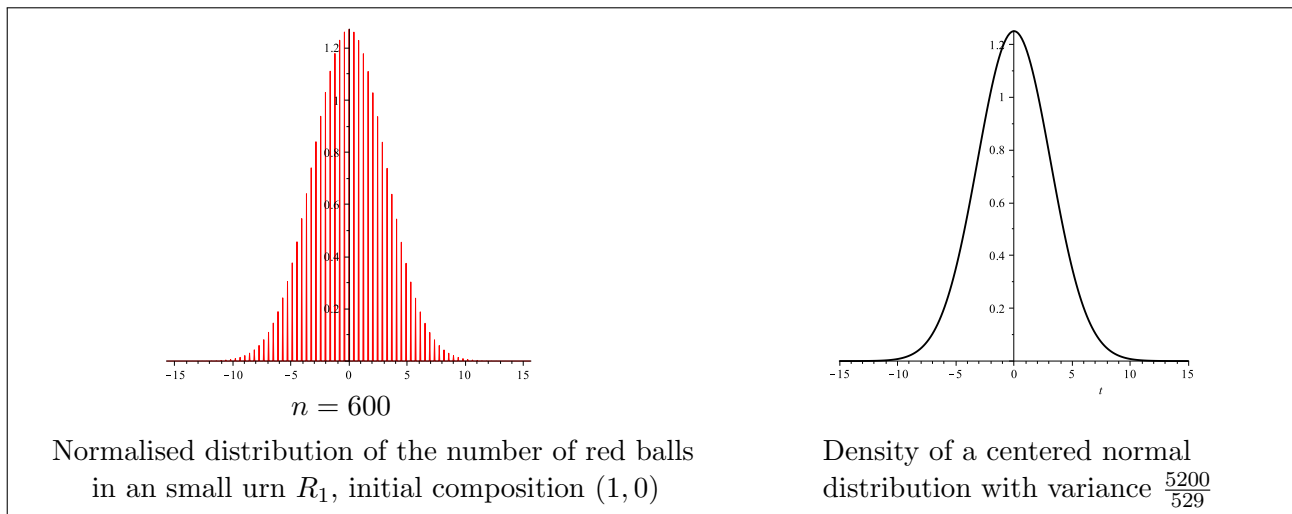 1.2
1
0.8
0.6
0.4
0.2
−15 −10 −5 0 5 10 15
n = 600
Normalised distribution of the number of red balls
in an small urn R₁, initial composition (1, 0)
1.2
1
0.8
0.6
0.4
0.2
−15 −10 −5 0 5 10 15
t
Density of a centered normal
distribution with variance 5200/529